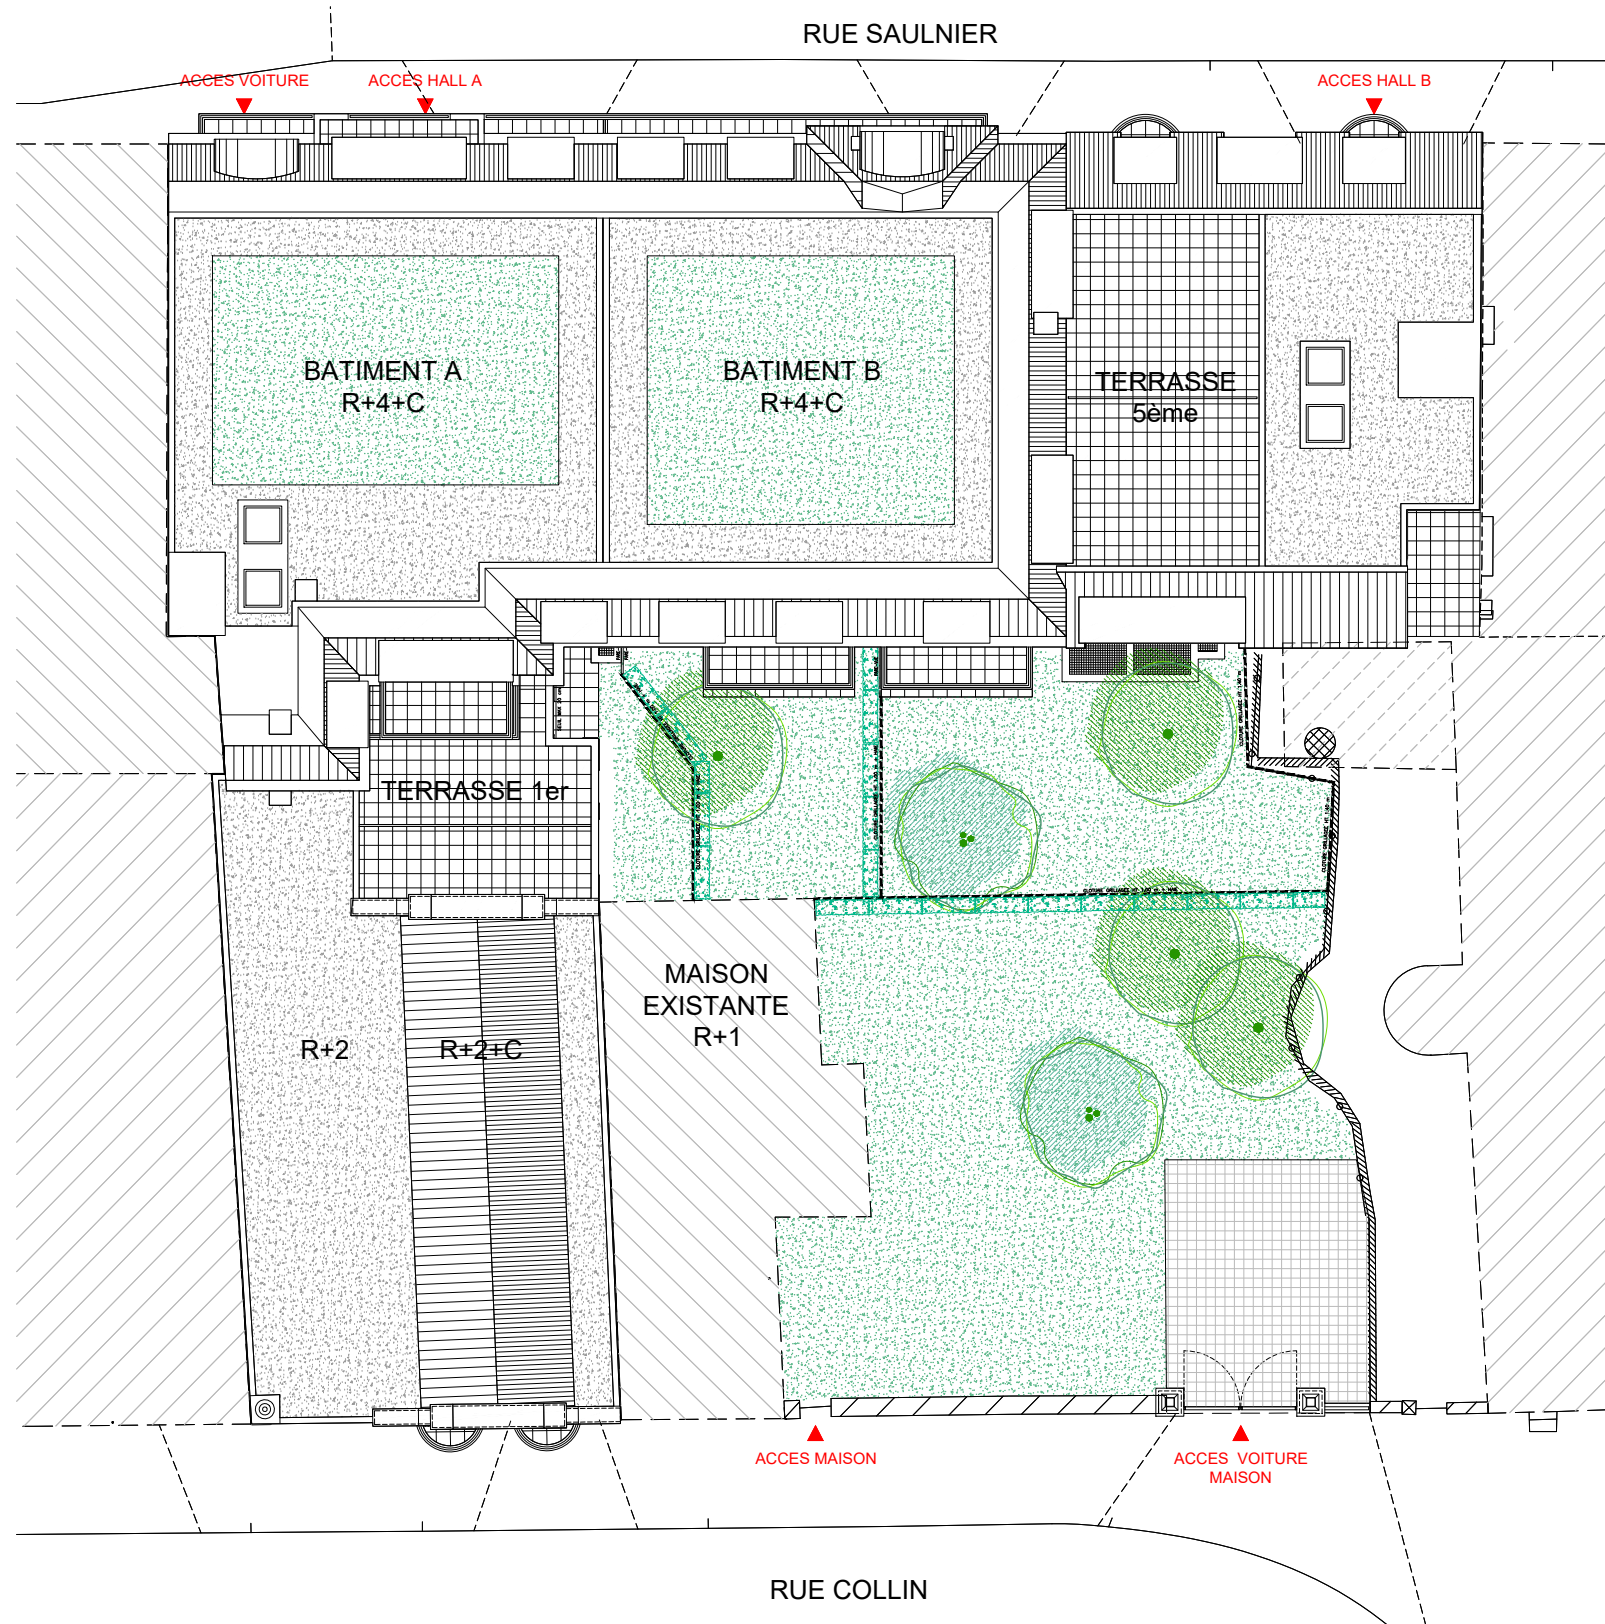 RUE SAULNIER
ACCES VOITURE
ACCES HALL A
ACCES HALL B
BATIMENT A
R+4+C
BATIMENT B
R+4+C
TERRASSE
5ème
TERRASSE 1er
MAISON
EXISTANTE
R+1
R+2
R+2+C
ACCES MAISON
ACCES VOITURE
MAISON
RUE COLLIN